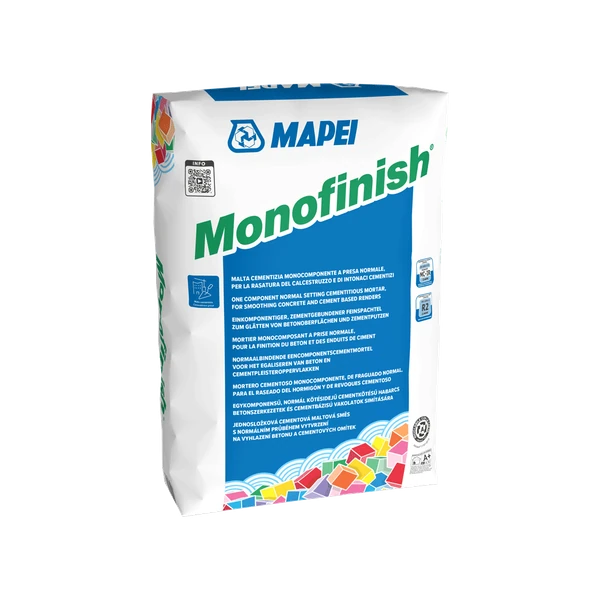 MAPEI
INFO
Monofinish®
MALTA CEMENTIZIA MONOCOMPONENTE A PRESA NORMALE,
PER LA RASATURA DEL CALCESTRUZZO E DI INTONACI CEMENTIZI
ONE COMPONENT NORMAL SETTING CEMENTITIOUS MORTAR,
FOR SMOOTHING CONCRETE AND CEMENT BASED RENDERS
EINKOMPONENTIGER, ZEMENTGEBUNDENER FEINSPACHTEL
ZUM GLÄTTEN VON BETONOBERFLÄCHEN UND ZEMENTPUTZEN
MORTIER MONOCOMPOSANT A PRISE NORMALE,
POUR LA FINITION DU BETON ET DES ENDUITS DE CIMENT
NORMAALBINDENDE EENCOMPONENTSCEMENTMORTEL
VOOR HET EGALISEREN VAN BETON EN
CEMENTPLEISTEROPPERVLAKKEN
MORTERO CEMENTOSO MONOCOMPONENTE, DE FRAGUADO NORMAL,
PARA EL RASEADO DEL HORMIGÓN Y DE REVOQUES CEMENTOSO
EGYKOMPONENSŰ, NORMÁL KÖTÉSIDEJŰ CEMENTKÖTÉSŰ HABARCS
BETONSZERKEZETEK ÉS CEMENTBÁZISÚ VAKOLATOK SIMÍTÁSÁRA
JEDNOSLOŽKOVÁ CEMENTOVÁ MALTOVÁ SMĚS
S NORMÁLNÍM PRŮBĚHEM VYTVRZENÍ
NA VYHLAZENÍ BETONU A CEMENTOVÝCH OMÍTEK
R2
A+
Monofinish